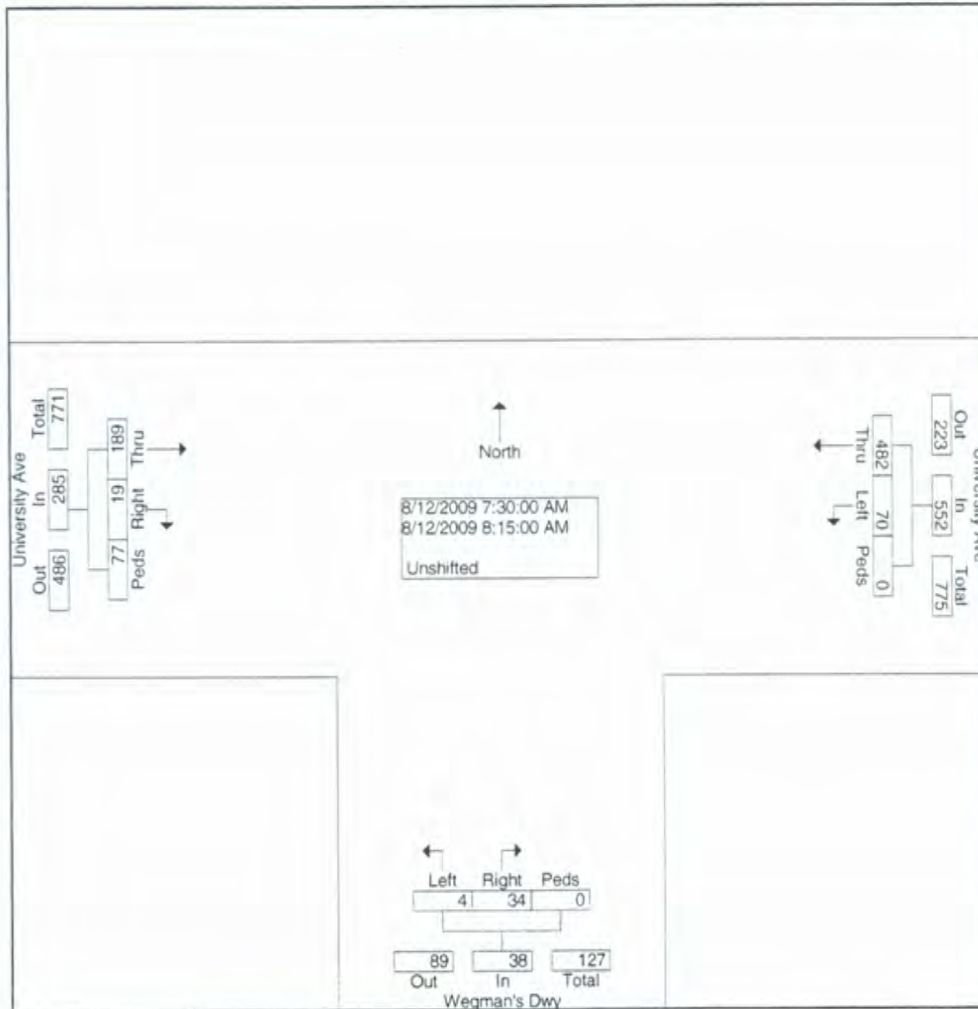 North
8/12/2009 7:30:00 AM
8/12/2009 8:15:00 AM
Unshifted
University Ave
Out In Total
486 285 771
Thru Right Peds
189 19 77
University Ave
Out In Total
223 552 775
Thru Left Peds
482 70 0
Left Right Peds
4 34 0
89 38 127
Out In Total
Wegman's Dwy